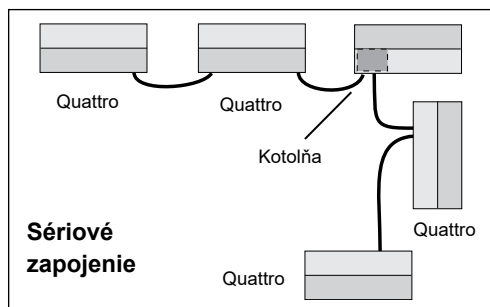 Quattro
Quattro
Kotolňa
Quattro
Sériové
zapojenie
Quattro